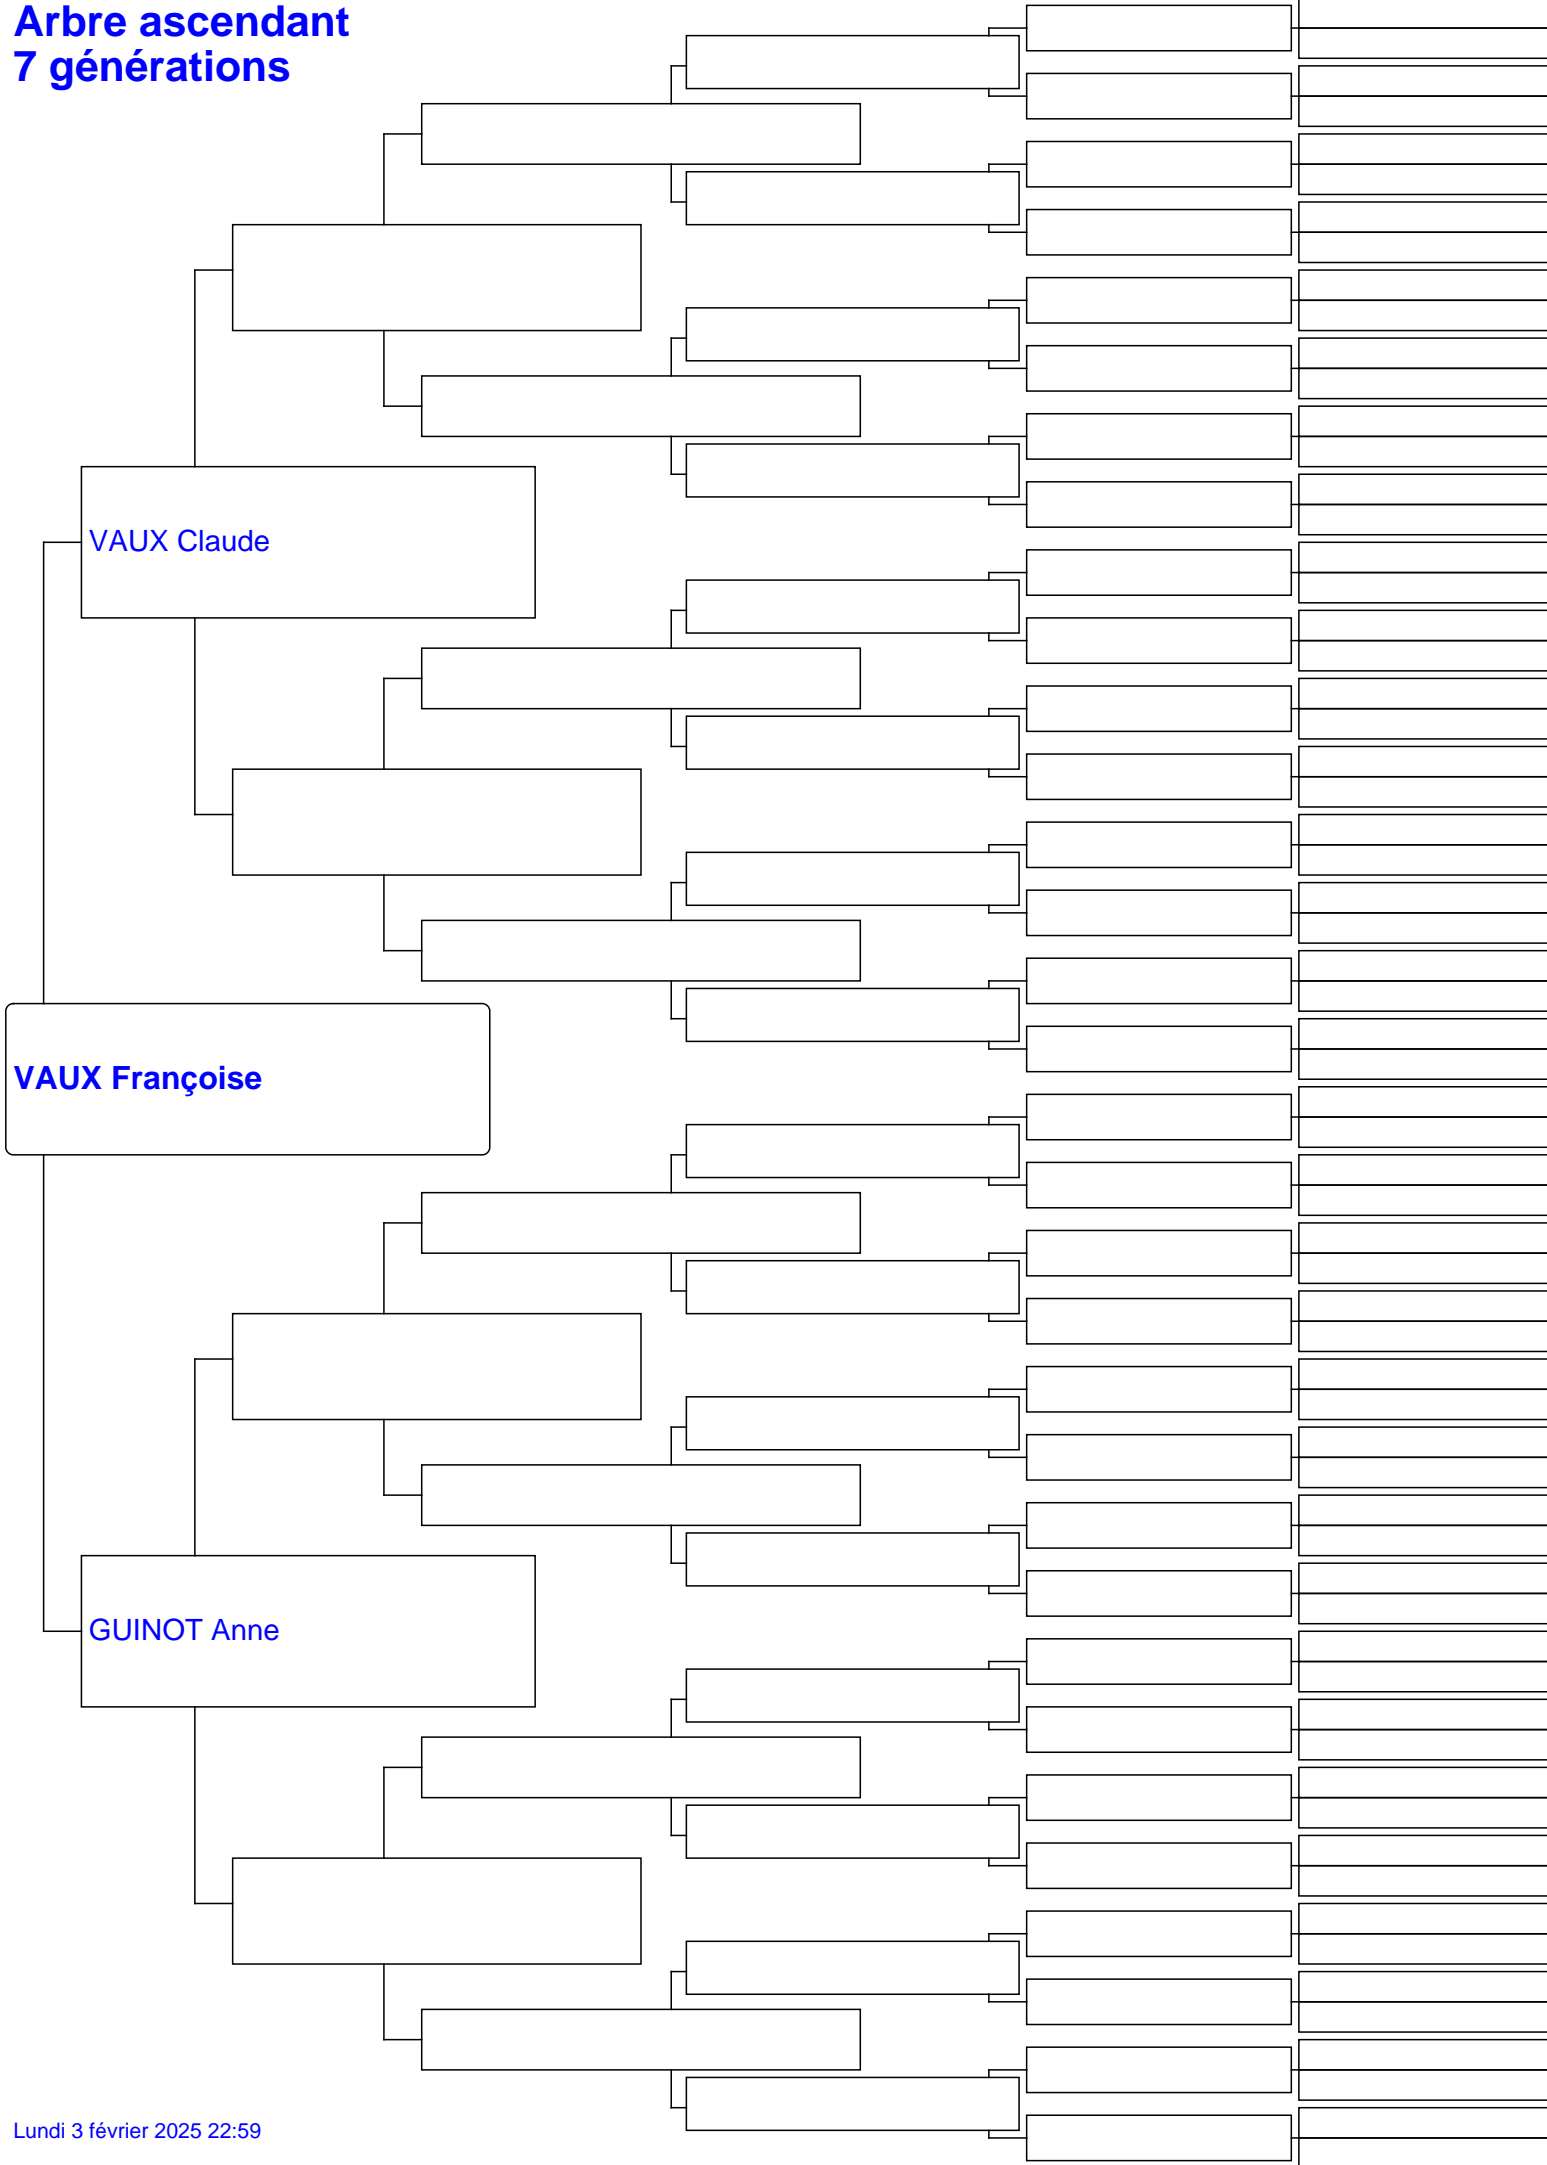 Arbre ascendant
7 générations
VAUX Claude
VAUX Françoise
GUINOT Anne
Lundi 3 février 2025 22:59